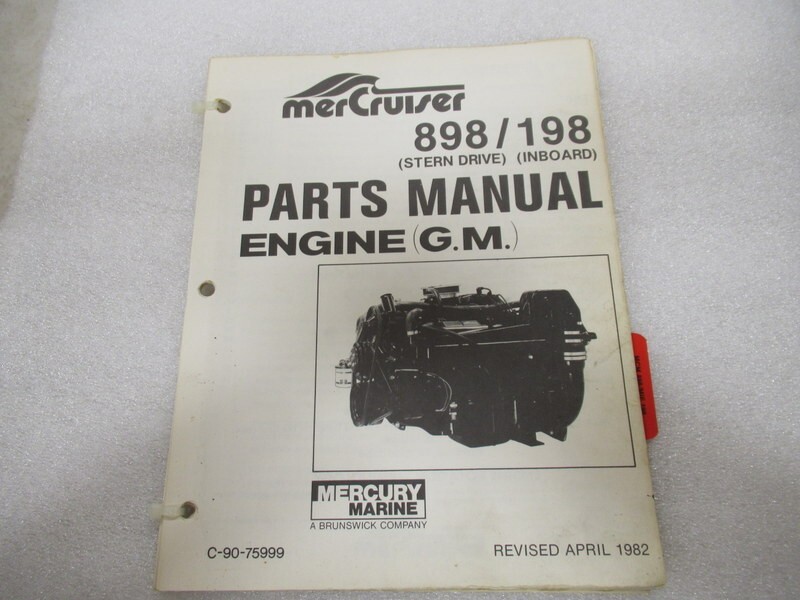 merCruiser
898/198
(STERN DRIVE) (INBOARD)
PARTS MANUAL
ENGINE (G.M.)
MERCURY
MARINE
A BRUNSWICK COMPANY
C-90-75999
REVISED APRIL 1982